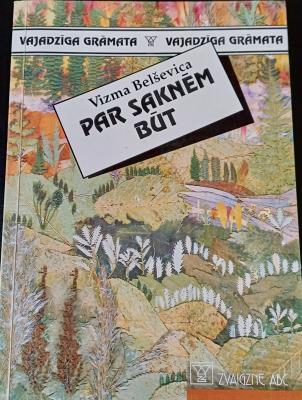 VAJADZĪGA GRĀMATA VAJADZĪGA GRĀMATA
Vizma Belševica
PAR SAKNĒM
BŪT
ZVAIGZNE ABC